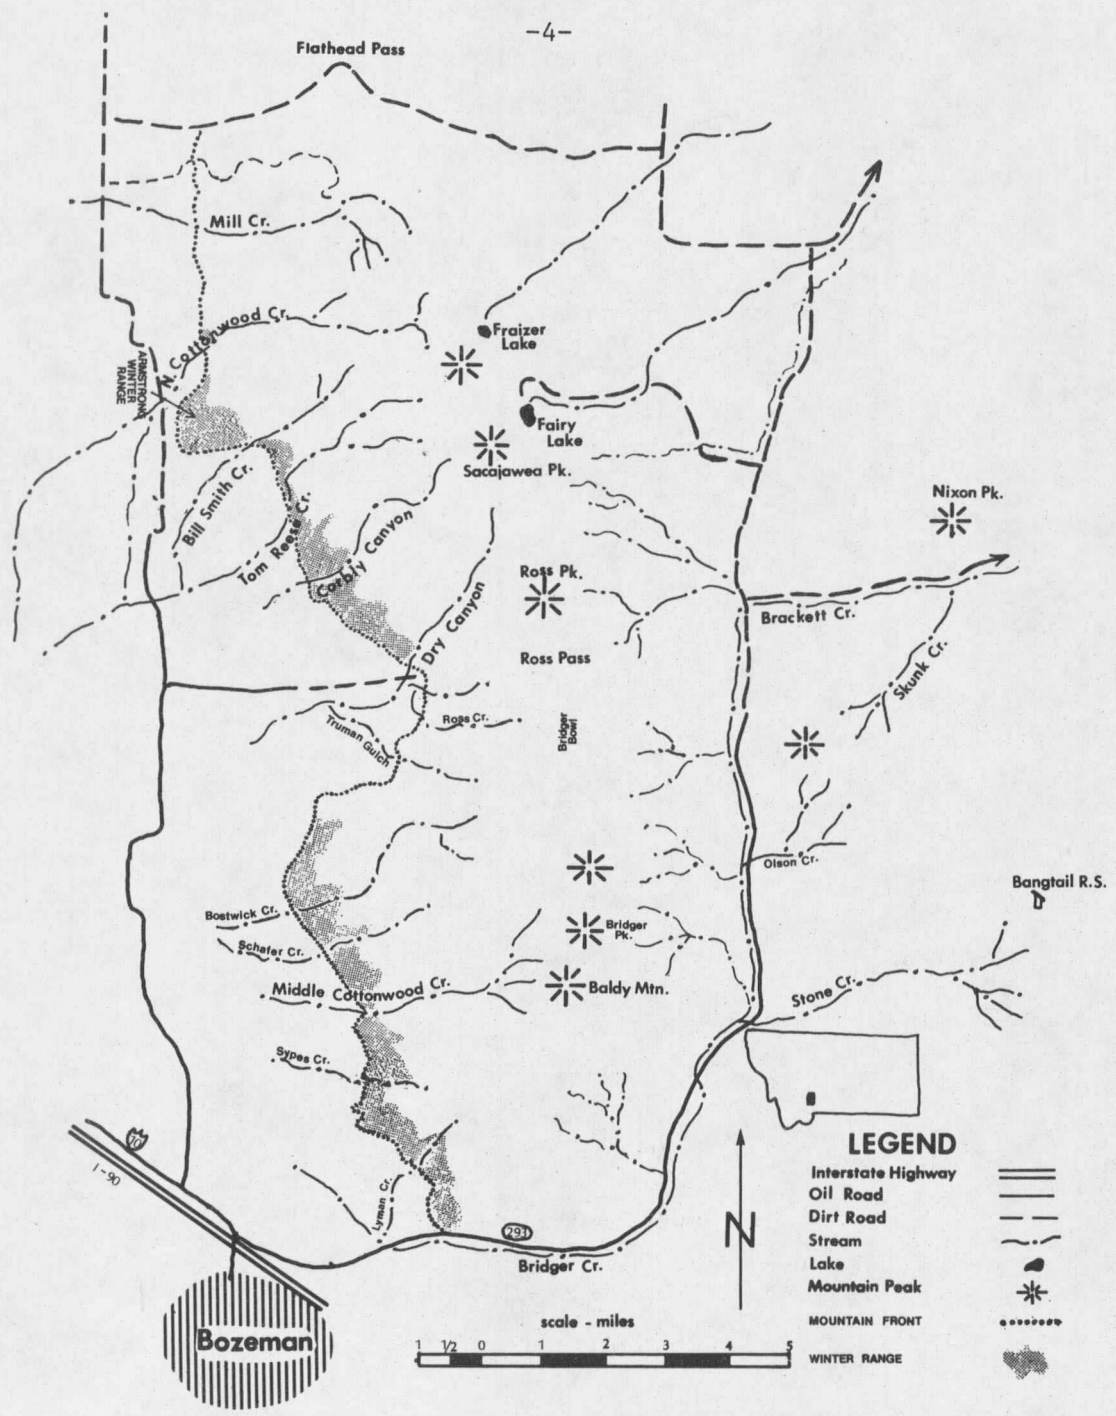 -4-
Flathead Pass
Mill Cr.
N. Cottonwood Cr.
Fraizer
Lake
ARMSTRONG
WINTER
RANGE
Fairy
Lake
Sacajawea Pk.
Bill Smith Cr.
Nixon Pk.
Tom Reese C.
Corbly Canyon
Ross Pk.
Dry Canyon
Brackett Cr.
Ross Pass
Skunk Cr.
Ross Cr.
Bridger
Bowl
Truman Gulch
Olson Cr.
Bangtail R.S.
Bostwick Cr.
Bridger
Pk.
Schafer Cr.
Middle Cottonwood Cr.
Baldy Mtn.
Stone Cr.
Sypes Cr.
I-90
Lyman Cr.
293
Bridger Cr.
N
Bozeman
LEGEND
Interstate Highway
Oil Road
Dirt Road
Stream
Lake
Mountain Peak
MOUNTAIN FRONT
WINTER RANGE
scale - miles
1 1/2 0 1 2 3 4 5